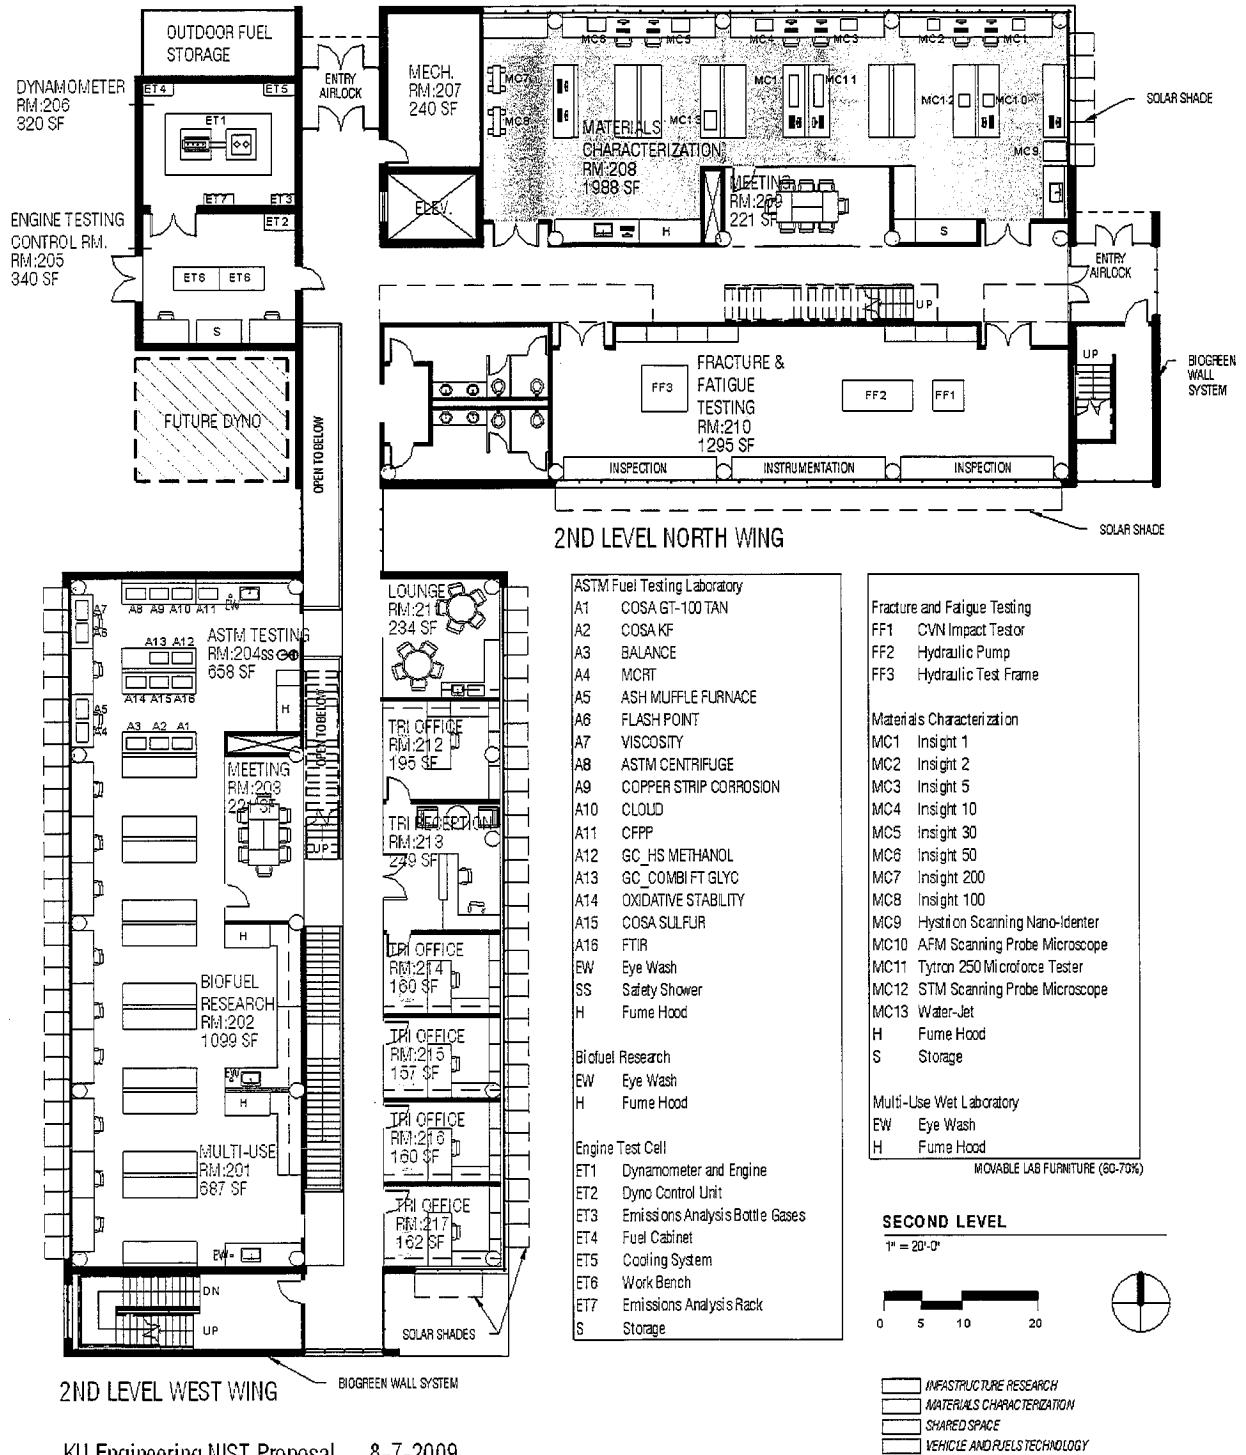 OUTDOOR FUEL
STORAGE
DYNAMOMETER
RM:206
320 SF
ET4
ET5
ET1
ET7
ET3
ENTRY
AIRLOCK
MECH.
RM:207
240 SF
ELEV.
ENGINE TESTING
CONTROL RM.
RM:205
340 SF
ET2
ET6
ET6
S
FUTURE DYNO
OPEN TO BELOW
MC6
MC5
MC4
MC3
MC2
MC1
MC7
MC8
MC13
MC11
MC12
MC10
MC9
MATERIALS
CHARACTERIZATION
RM:208
1988 SF
MEETING
RM:209
221 SF
H
S
SOLAR SHADE
ENTRY
AIRLOCK
UP
UP
BIOGREEN
WALL
SYSTEM
FRACTURE &
FATIGUE
TESTING
RM:210
1295 SF
FF3
FF2
FF1
INSPECTION
INSTRUMENTATION
INSPECTION
SOLAR SHADE
2ND LEVEL NORTH WING
A7
A6
A8 A9 A10 A11 EW
ASTM TESTING
RM:204
658 SF
SS
A13 A12
A14 A15 A16
A5
A4
A3 A2 A1
H
OPEN TO BELOW
UP
MEETING
RM:203
221 SF
H
BIOFUEL
RESEARCH
RM:202
1099 SF
EW
H
MULTI-USE
RM:201
687 SF
EW
DN
UP
LOUNGE
RM:211
234 SF
TRI OFFICE
RM:212
195 SF
TRI RECEPTION
RM:213
249 SF
TRI OFFICE
RM:214
160 SF
TRI OFFICE
RM:215
157 SF
TRI OFFICE
RM:216
160 SF
TRI OFFICE
RM:217
162 SF
SOLAR SHADES
BIOGREEN WALL SYSTEM
2ND LEVEL WEST WING
ASTM Fuel Testing Laboratory
A1 COSA GT-100 TAN
A2 COSA KF
A3 BALANCE
A4 MCRT
A5 ASH MUFFLE FURNACE
A6 FLASH POINT
A7 VISCOSITY
A8 ASTM CENTRIFUGE
A9 COPPER STRIP CORROSION
A10 CLOUD
A11 CFPP
A12 GC_HS METHANOL
A13 GC_COMBI FT GLYC
A14 OXIDATIVE STABILITY
A15 COSA SULFUR
A16 FTIR
EW Eye Wash
SS Safety Shower
H Fume Hood
Biofuel Research
EW Eye Wash
H Fume Hood
Engine Test Cell
ET1 Dynamometer and Engine
ET2 Dyno Control Unit
ET3 Emissions Analysis Bottle Gases
ET4 Fuel Cabinet
ET5 Cooling System
ET6 Work Bench
ET7 Emissions Analysis Rack
S Storage
Fracture and Fatigue Testing
FF1 CVN Impact Testor
FF2 Hydraulic Pump
FF3 Hydraulic Test Frame
Materials Characterization
MC1 Insight 1
MC2 Insight 2
MC3 Insight 5
MC4 Insight 10
MC5 Insight 30
MC6 Insight 50
MC7 Insight 200
MC8 Insight 100
MC9 Hystrion Scanning Nano-Identer
MC10 AFM Scanning Probe Microscope
MC11 Tytron 250 Microforce Tester
MC12 STM Scanning Probe Microscope
MC13 Water-Jet
H Fume Hood
S Storage
Multi-Use Wet Laboratory
EW Eye Wash
H Fume Hood
MOVABLE LAB FURNITURE (60-70%)
SECOND LEVEL
1" = 20'-0"
0 5 10 20
INFASTRUCTURE RESEARCH
MATERIALS CHARACTERIZATION
SHARED SPACE
VEHICLE AND FUELS TECHNOLOGY
KU Engineering NIST Proposal 8-7-2009